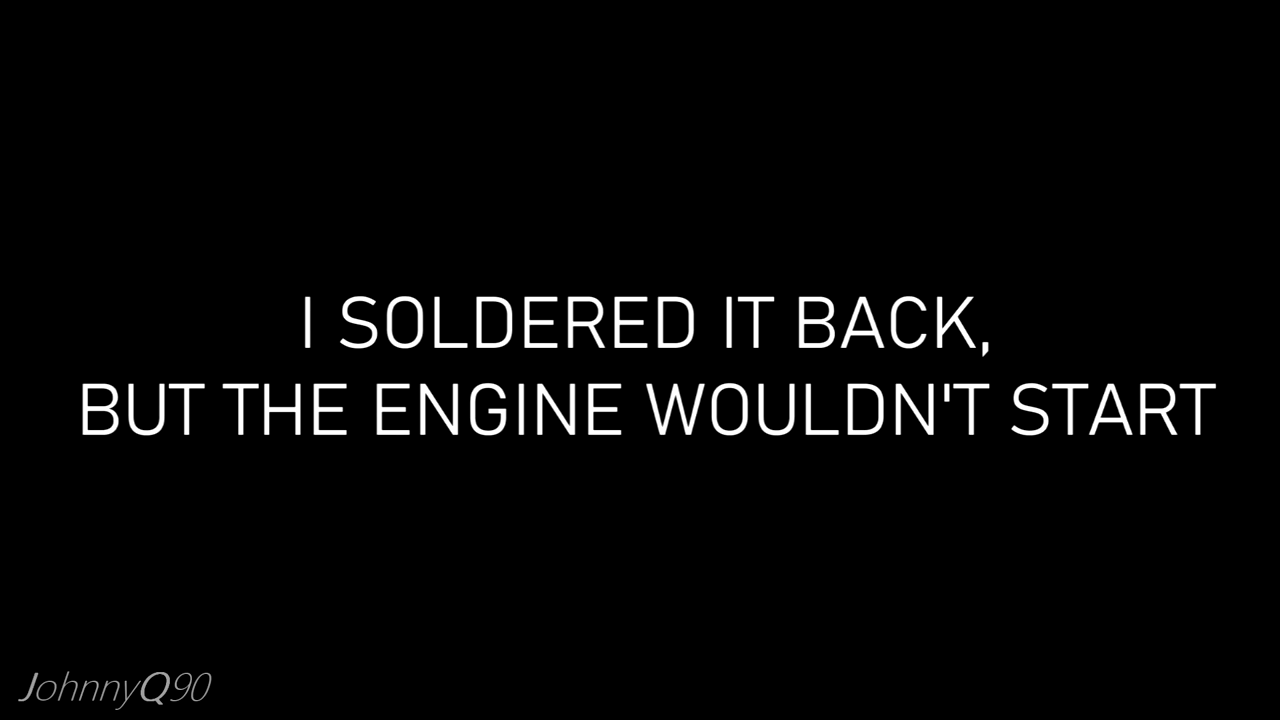 I SOLDERED IT BACK,
BUT THE ENGINE WOULDN'T START
JohnnyQ90